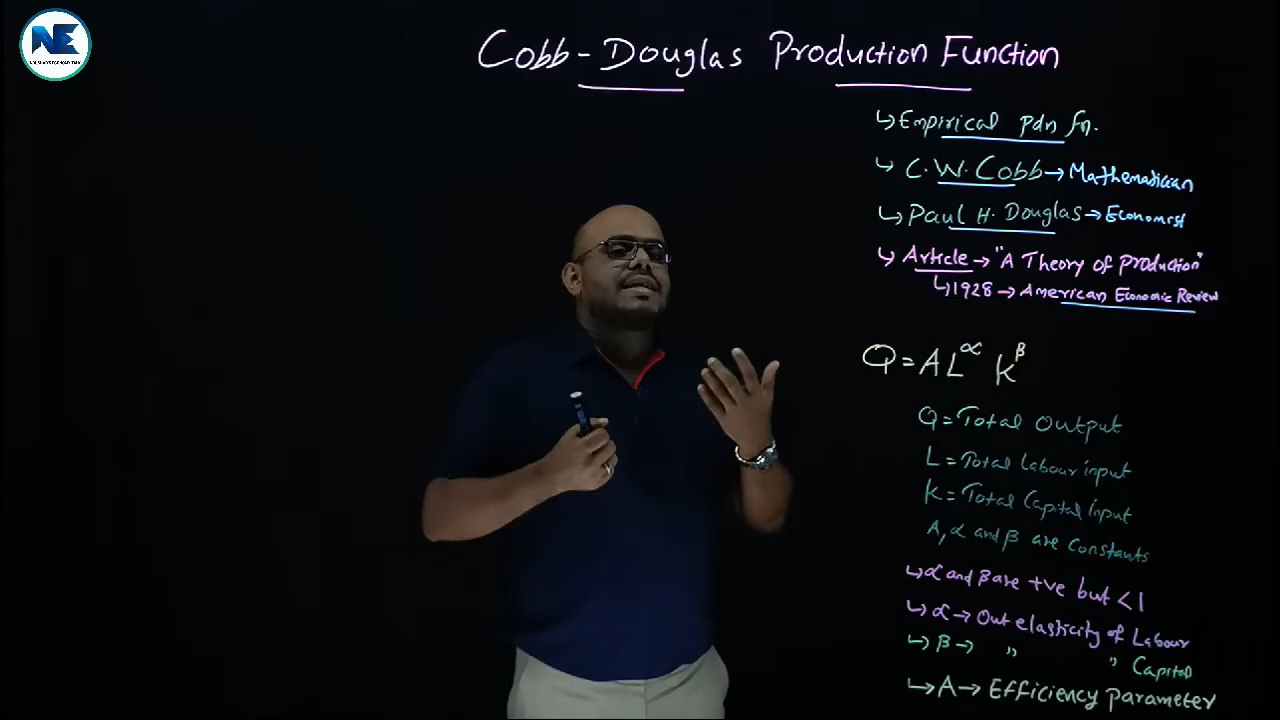 NE
Cobb-Douglas Production Function
↳ Empirical pdn fn.
↳ C.W. Cobb → Mathematician
↳ Paul H. Douglas → Economist
↳ Article → "A Theory of Production"
↳ 1928 → American Economic Review
Q = A L^α K^β
Q = Total Output
L = Total Labour input
K = Total Capital input
A, α and β are constants
↳ α and β are +ve but < 1
↳ α → Out elasticity of Labour
↳ β → " " Capital
↳ A → Efficiency parameter